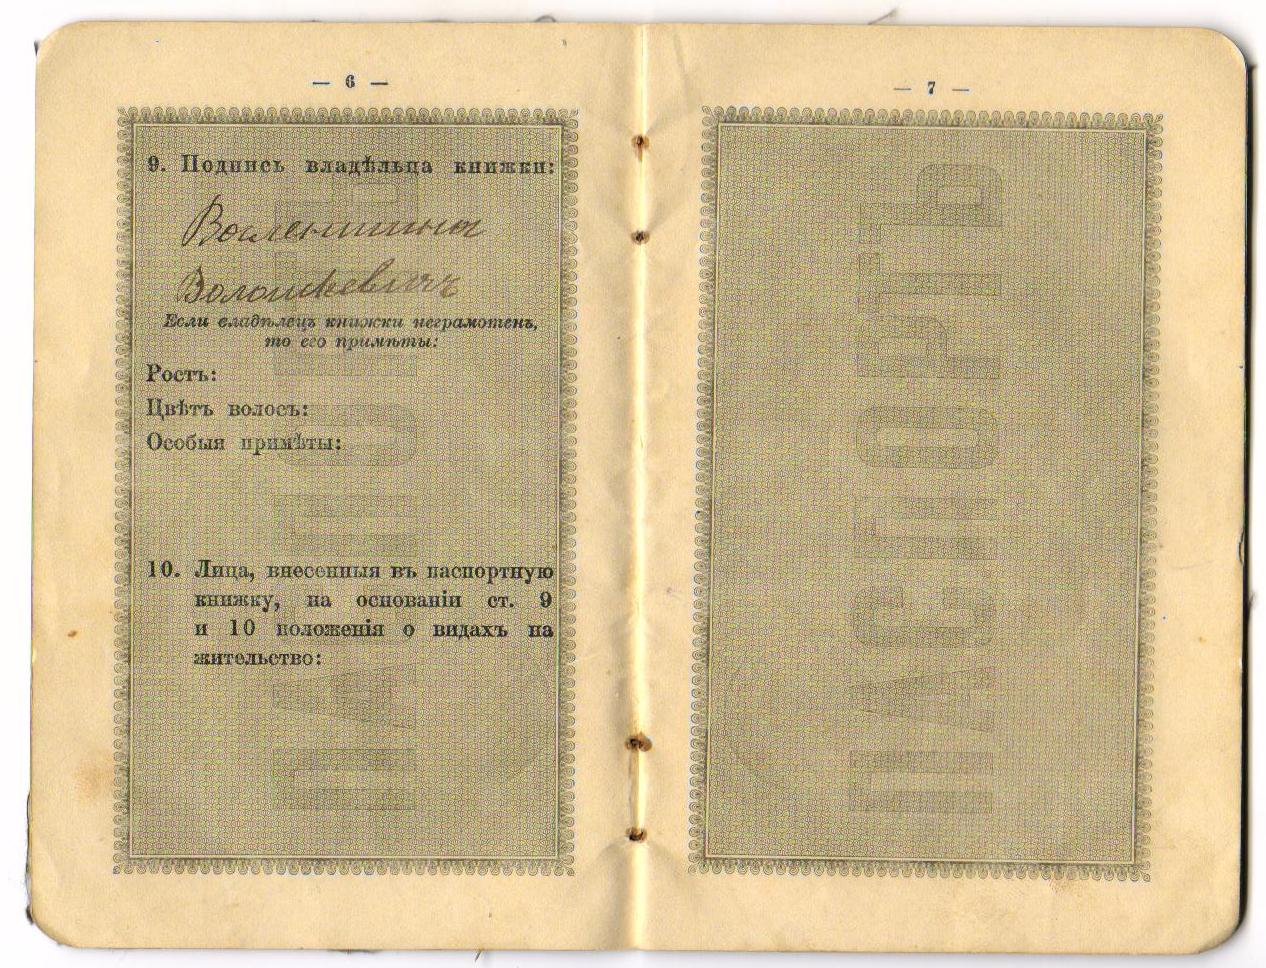 — 6 —
9. Подпись владѣльца книжки:
Валентина
Волошкевичъ
Если владѣлецъ книжки неграмотенъ,
то его примѣты:
Ростъ:
Цвѣтъ волосъ:
Особыя примѣты:
10. Лица, внесенныя въ паспортную
книжку, на основаніи ст. 9
и 10 положенія о видахъ на
жительство:
ПАСПОРТЪ
— 7 —
ПАСПОРТЪ